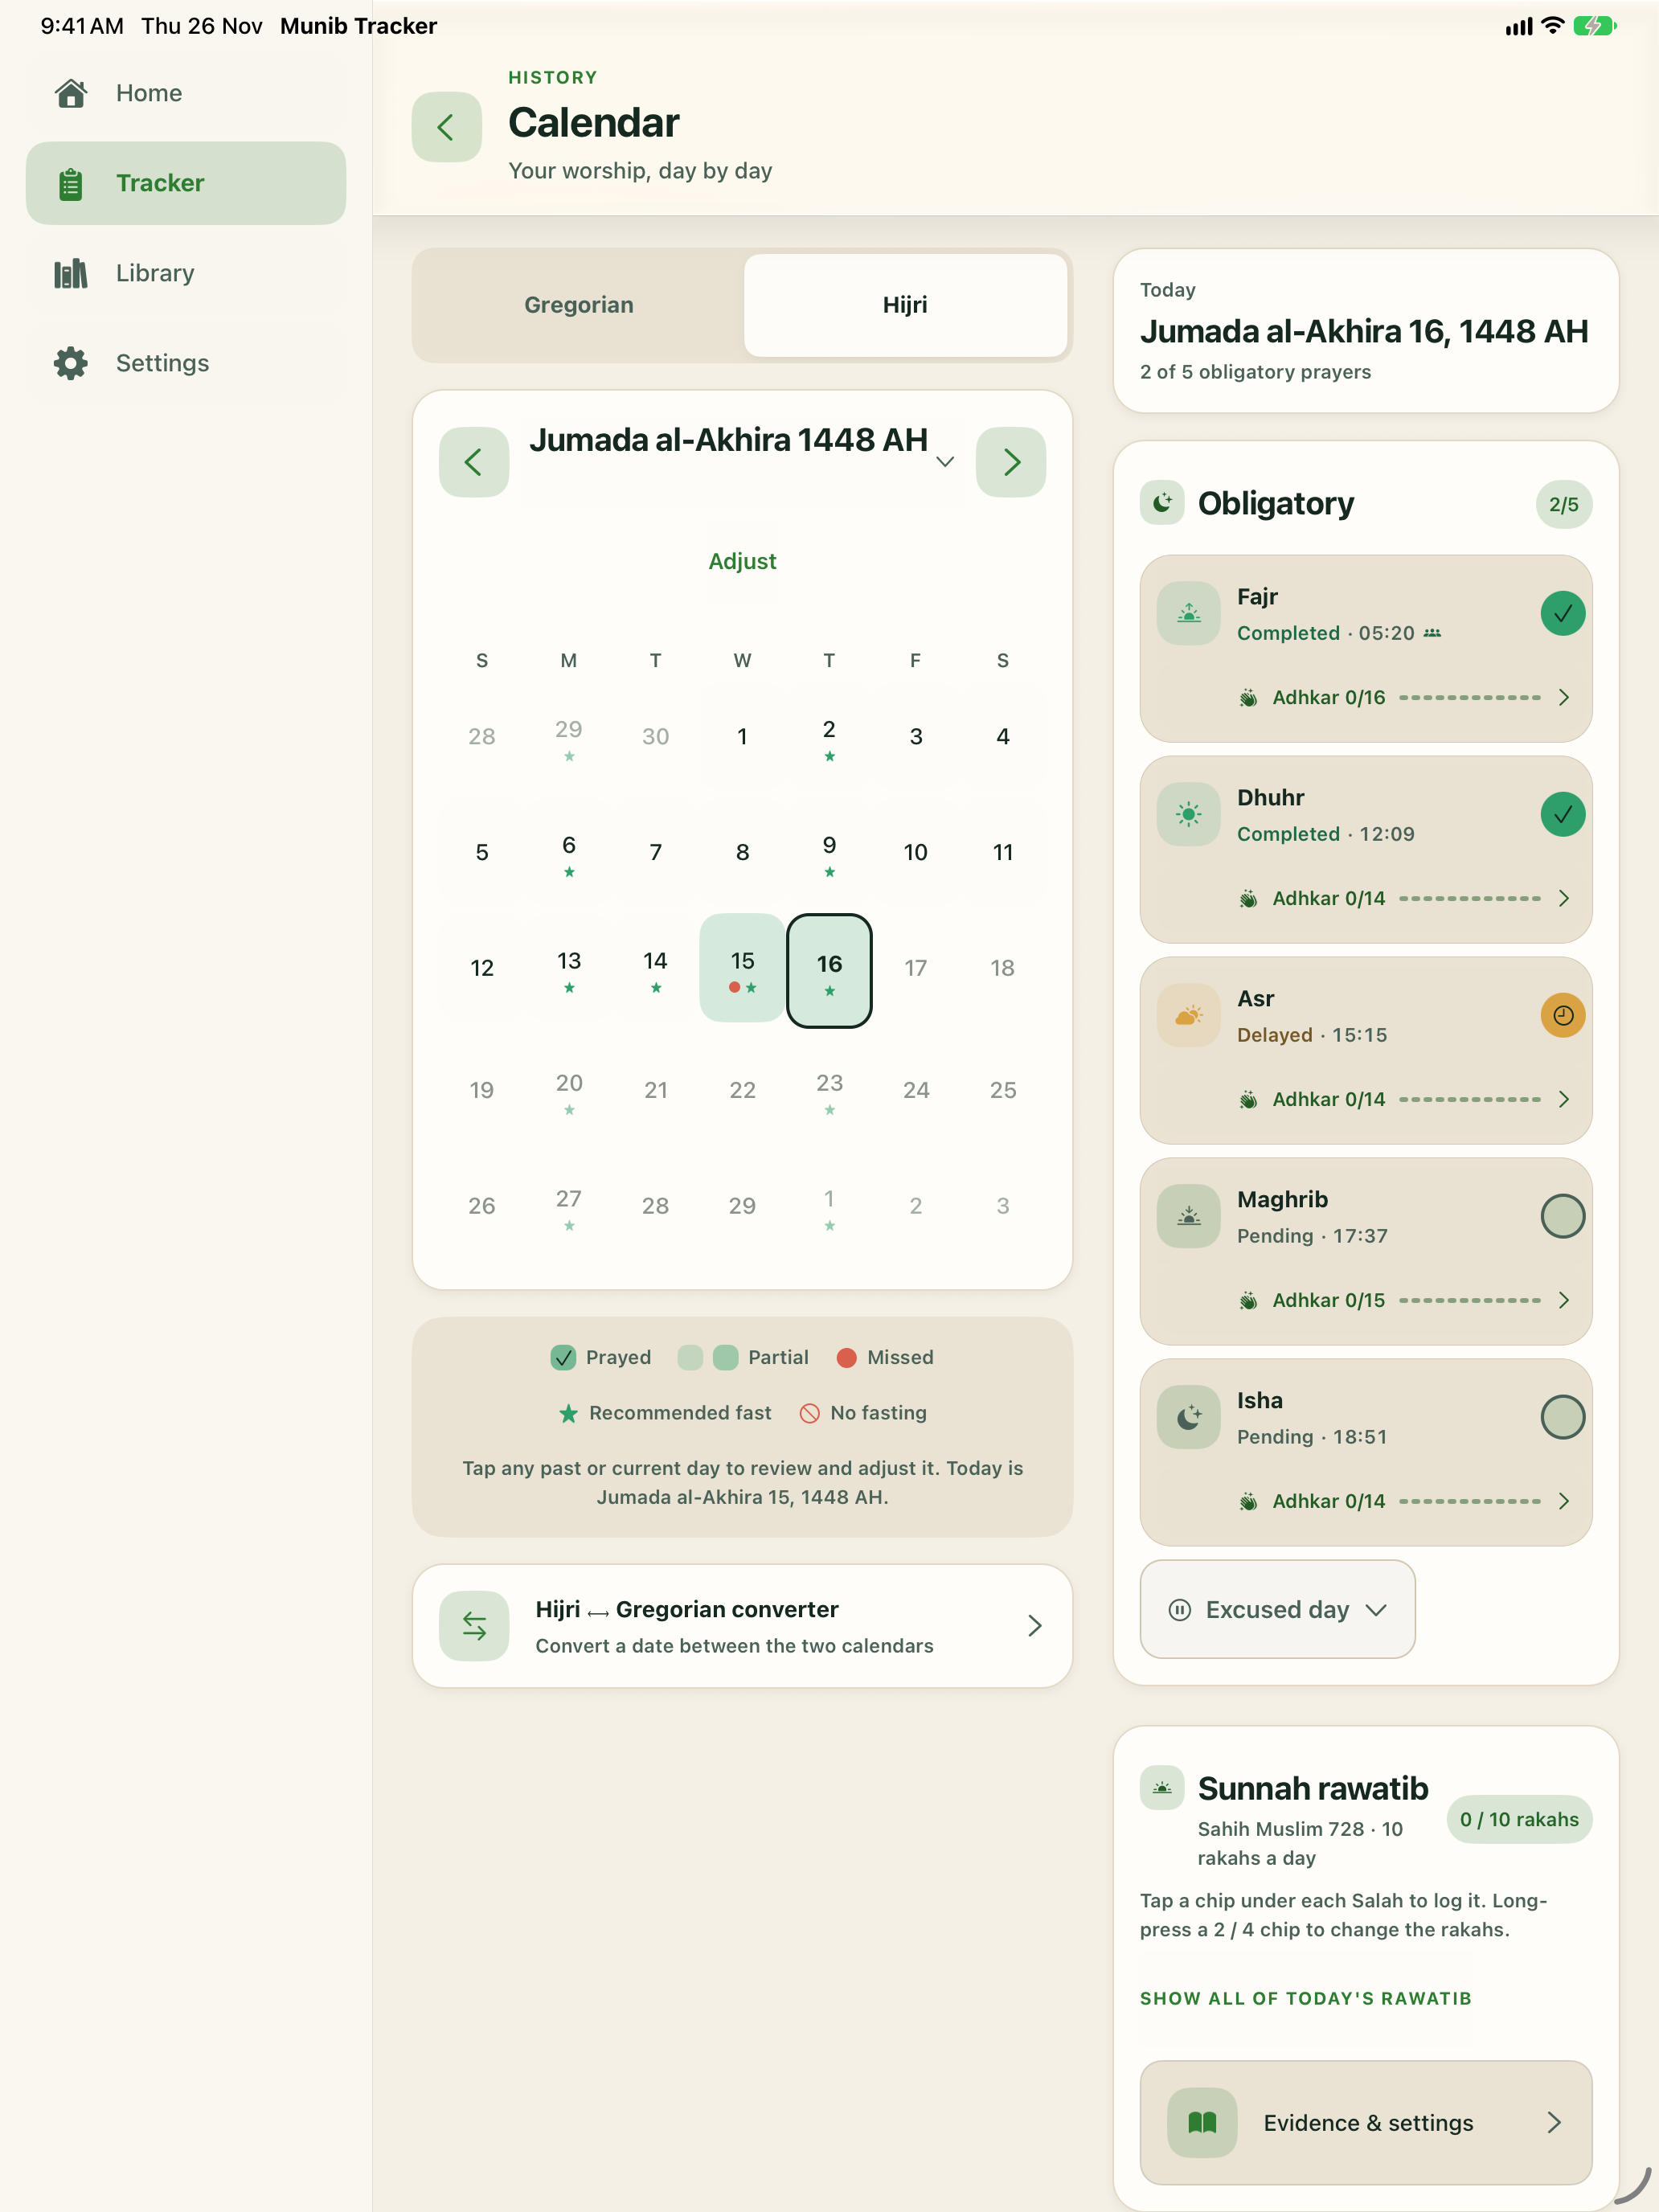 9:41 AM Thu 26 Nov Munib Tracker
Home
Tracker
Library
Settings
HISTORY
Calendar
Your worship, day by day
Gregorian Hijri
Jumada al-Akhira 1448 AH
Adjust
S M T W T F S
28 29 30 1 2 3 4
5 6 7 8 9 10 11
12 13 14 15 16 17 18
19 20 21 22 23 24 25
26 27 28 29 1 2 3
Prayed Partial Missed
Recommended fast No fasting
Tap any past or current day to review and adjust it. Today is
Jumada al-Akhira 15, 1448 AH.
Hijri ↔ Gregorian converter
Convert a date between the two calendars
Today
Jumada al-Akhira 16, 1448 AH
2 of 5 obligatory prayers
Obligatory 2/5
Fajr
Completed · 05:20
Adhkar 0/16
Dhuhr
Completed · 12:09
Adhkar 0/14
Asr
Delayed · 15:15
Adhkar 0/14
Maghrib
Pending · 17:37
Adhkar 0/15
Isha
Pending · 18:51
Adhkar 0/14
Excused day
Sunnah rawatib
Sahih Muslim 728 · 10
rakahs a day
0 / 10 rakahs
Tap a chip under each Salah to log it. Long-
press a 2 / 4 chip to change the rakahs.
SHOW ALL OF TODAY'S RAWATIB
Evidence & settings